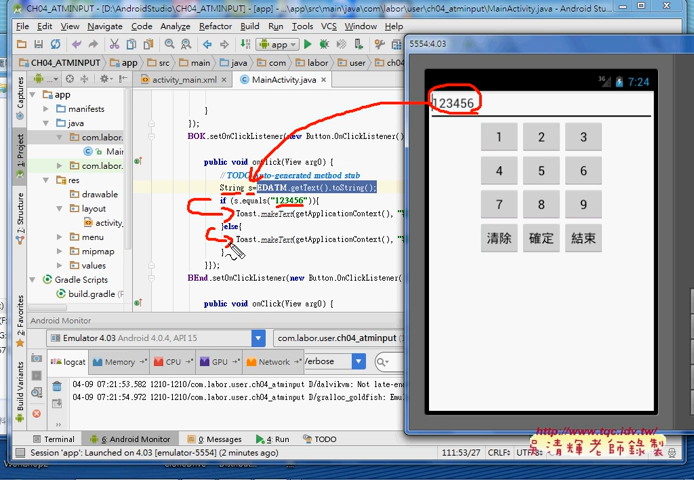 CH04_ATMINPUT - [D:\AndroidStudio\CH04_ATMINPUT] - [app] - ...\app\src\main\java\com\labor\user\ch04_atminput\MainActivity.java - Android Stud
File Edit View Navigate Code Analyze Refactor Build Run Tools VCS Window Help
app
CH04_ATMINPUT app src main java com labor user
activity_main.xml MainActivity.java
Captures
1: Project
2: Favorites
Build Variants
app
manifests
java
com.labor.
Main
com.labor.
res
drawable
layout
activity_
menu
mipmap
values
Gradle Scripts
build.gradle
}
});
BOK.setOnClickListener(new Button.OnClickListener()
public void onClick(View arg0) {
// TODO Auto-generated method stub
String s=EDATM.getText().toString();
if (s.equals("123456")){
Toast.makeText(getApplicationContext(), "
}else{
Toast.makeText(getApplicationContext(), "
}
}});
BEnd.setOnClickListener(new Button.OnClickListener()
public void onClick(View arg0) {
5554:4.03
3G 7:24
123456
1 2 3
4 5 6
7 8 9
清除 確定 結束
Android Monitor
Emulator 4.03 Android 4.0.4, API 15
com.labor.user.ch04_atminput
logcat Memory CPU GPU Network
04-09 07:21:53.582 1210-1210/com.labor.user.ch04_atminput D/dalvikvm: Not late-ena
04-09 07:21:54.972 1210-1210/com.labor.user.ch04_atminput D/gralloc_goldfish: Emu
Terminal 6: Android Monitor 0: Messages 4: Run TODO
Session 'app': Launched on 4.03 [emulator-5554] (2 minutes ago)
111:53/27 CRLF
http://www.tqc.idv.tw/
吳清輝老師錄製